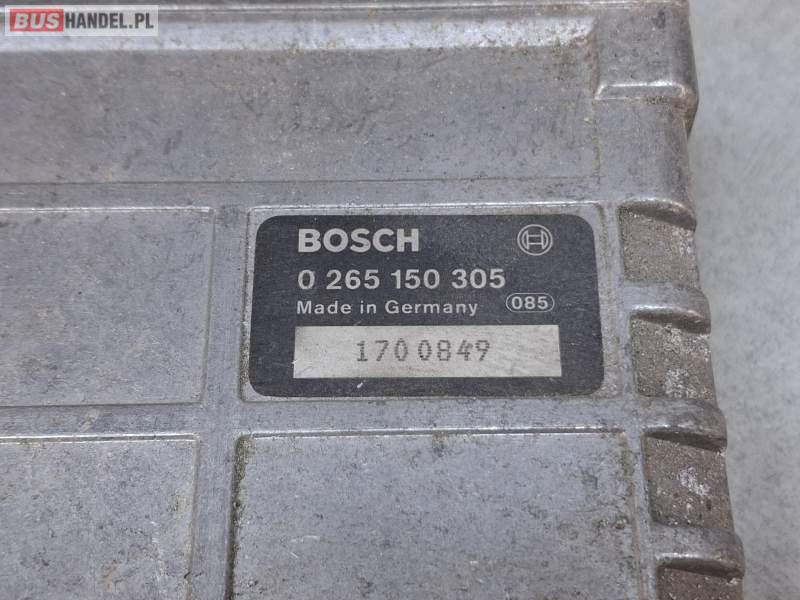 BUSHANDEL.PL
BOSCH
0 265 150 305
Made in Germany 085
1700849